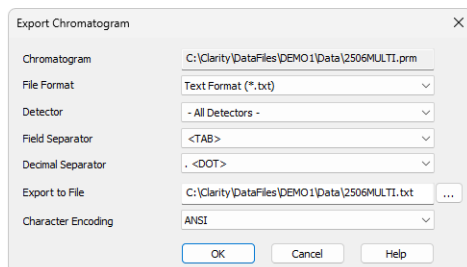 Export Chromatogram
Chromatogram C:\Clarity\DataFiles\DEMO1\Data\2506MULTI.prm
File Format Text Format (*.txt)
Detector - All Detectors -
Field Separator <TAB>
Decimal Separator . <DOT>
Export to File C:\Clarity\DataFiles\DEMO1\Data\2506MULTI.txt ...
Character Encoding ANSI
OK Cancel Help